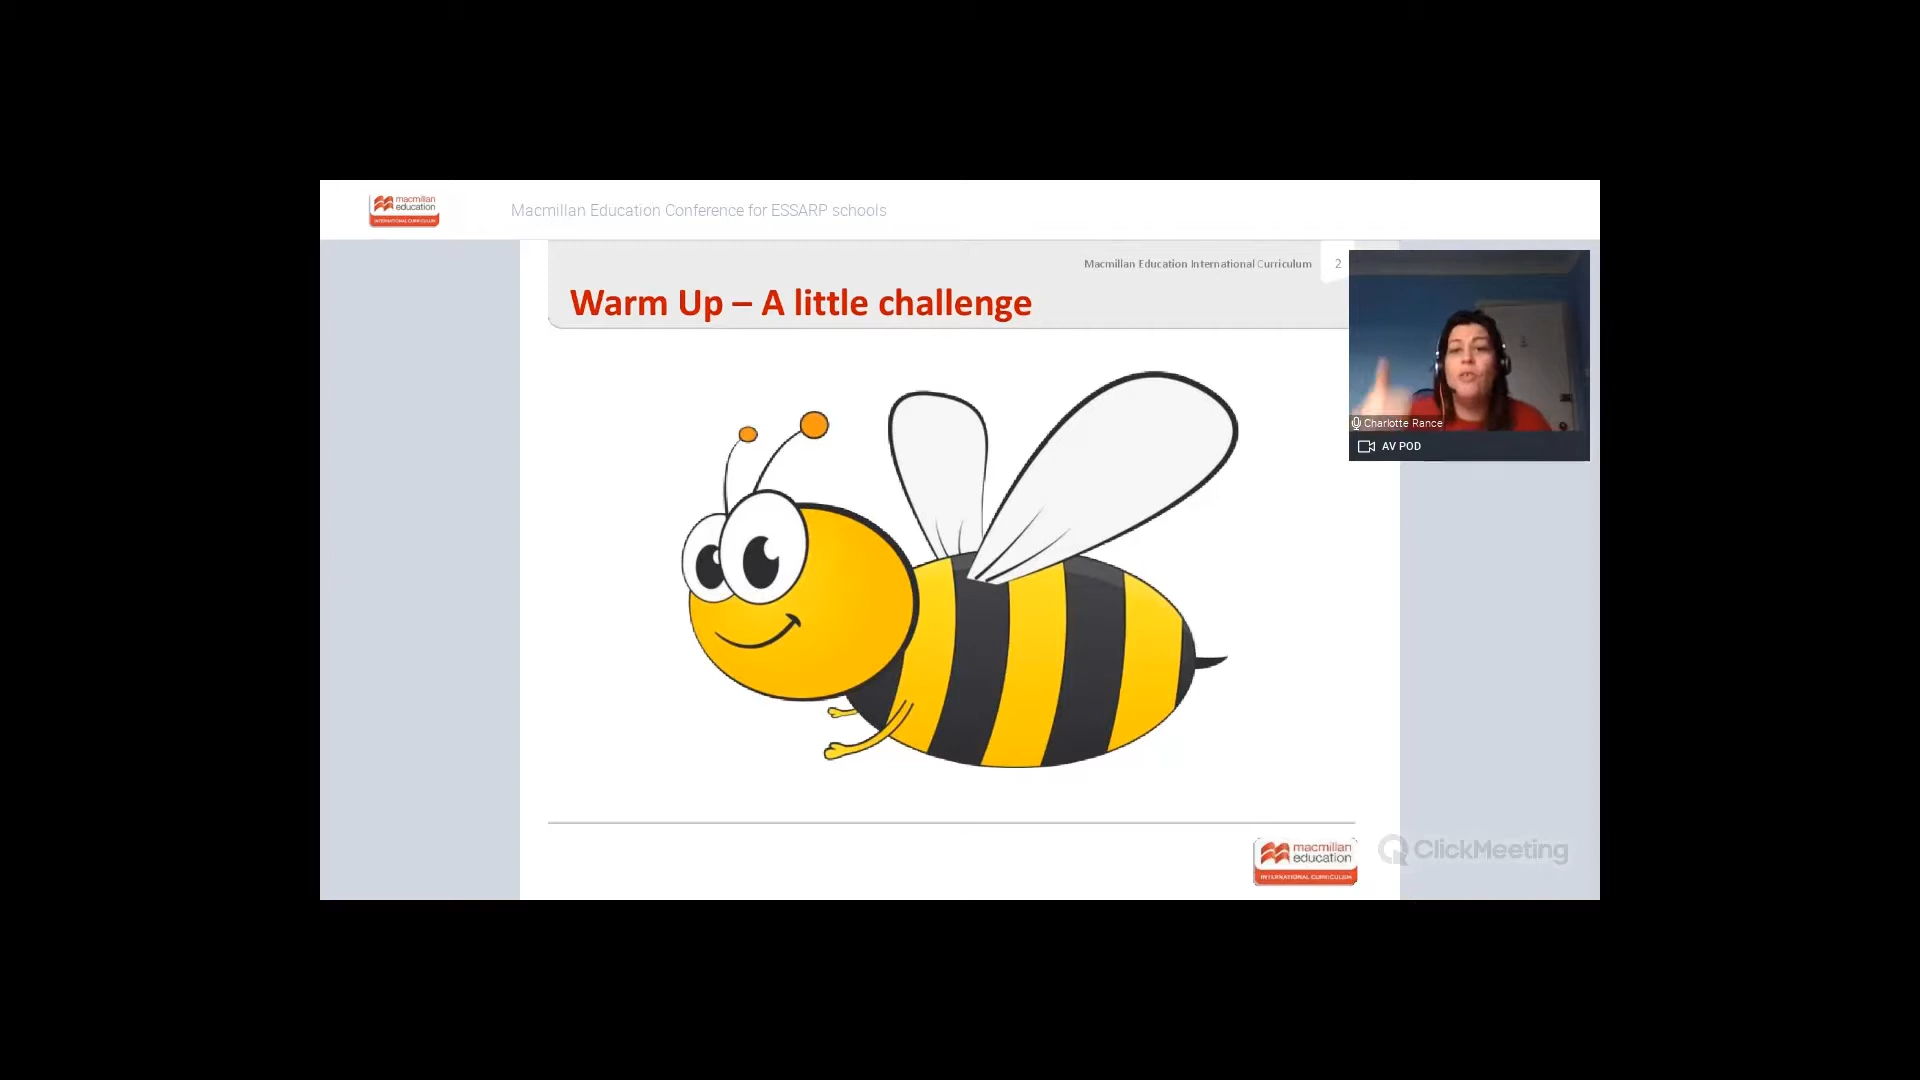 macmillan
education
INTERNATIONAL CURRICULUM
Macmillan Education Conference for ESSARP schools
Macmillan Education International Curriculum
2
Warm Up – A little challenge
Charlotte Rance
AV POD
macmillan
education
INTERNATIONAL CURRICULUM
ClickMeeting